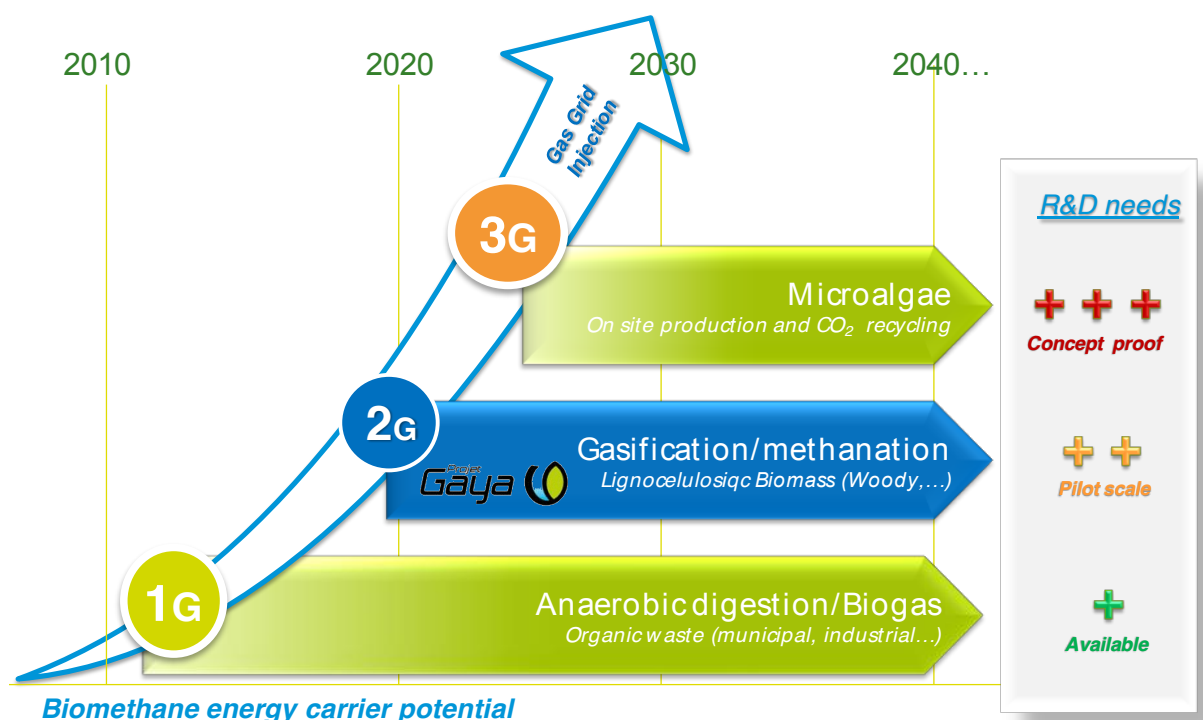 2010 2020 2030 2040…
Gas Grid
Injection
R&D needs
3G
Microalgae
On site production and CO₂ recycling
+ + +
Concept proof
2G
Gasification/methanation
Projet
Gaya
Lignocelulosiqc Biomass (Woody,…)
+ +
Pilot scale
1G
Anaerobic digestion/Biogas
Organic waste (municipal, industrial…)
+
Available
Biomethane energy carrier potential